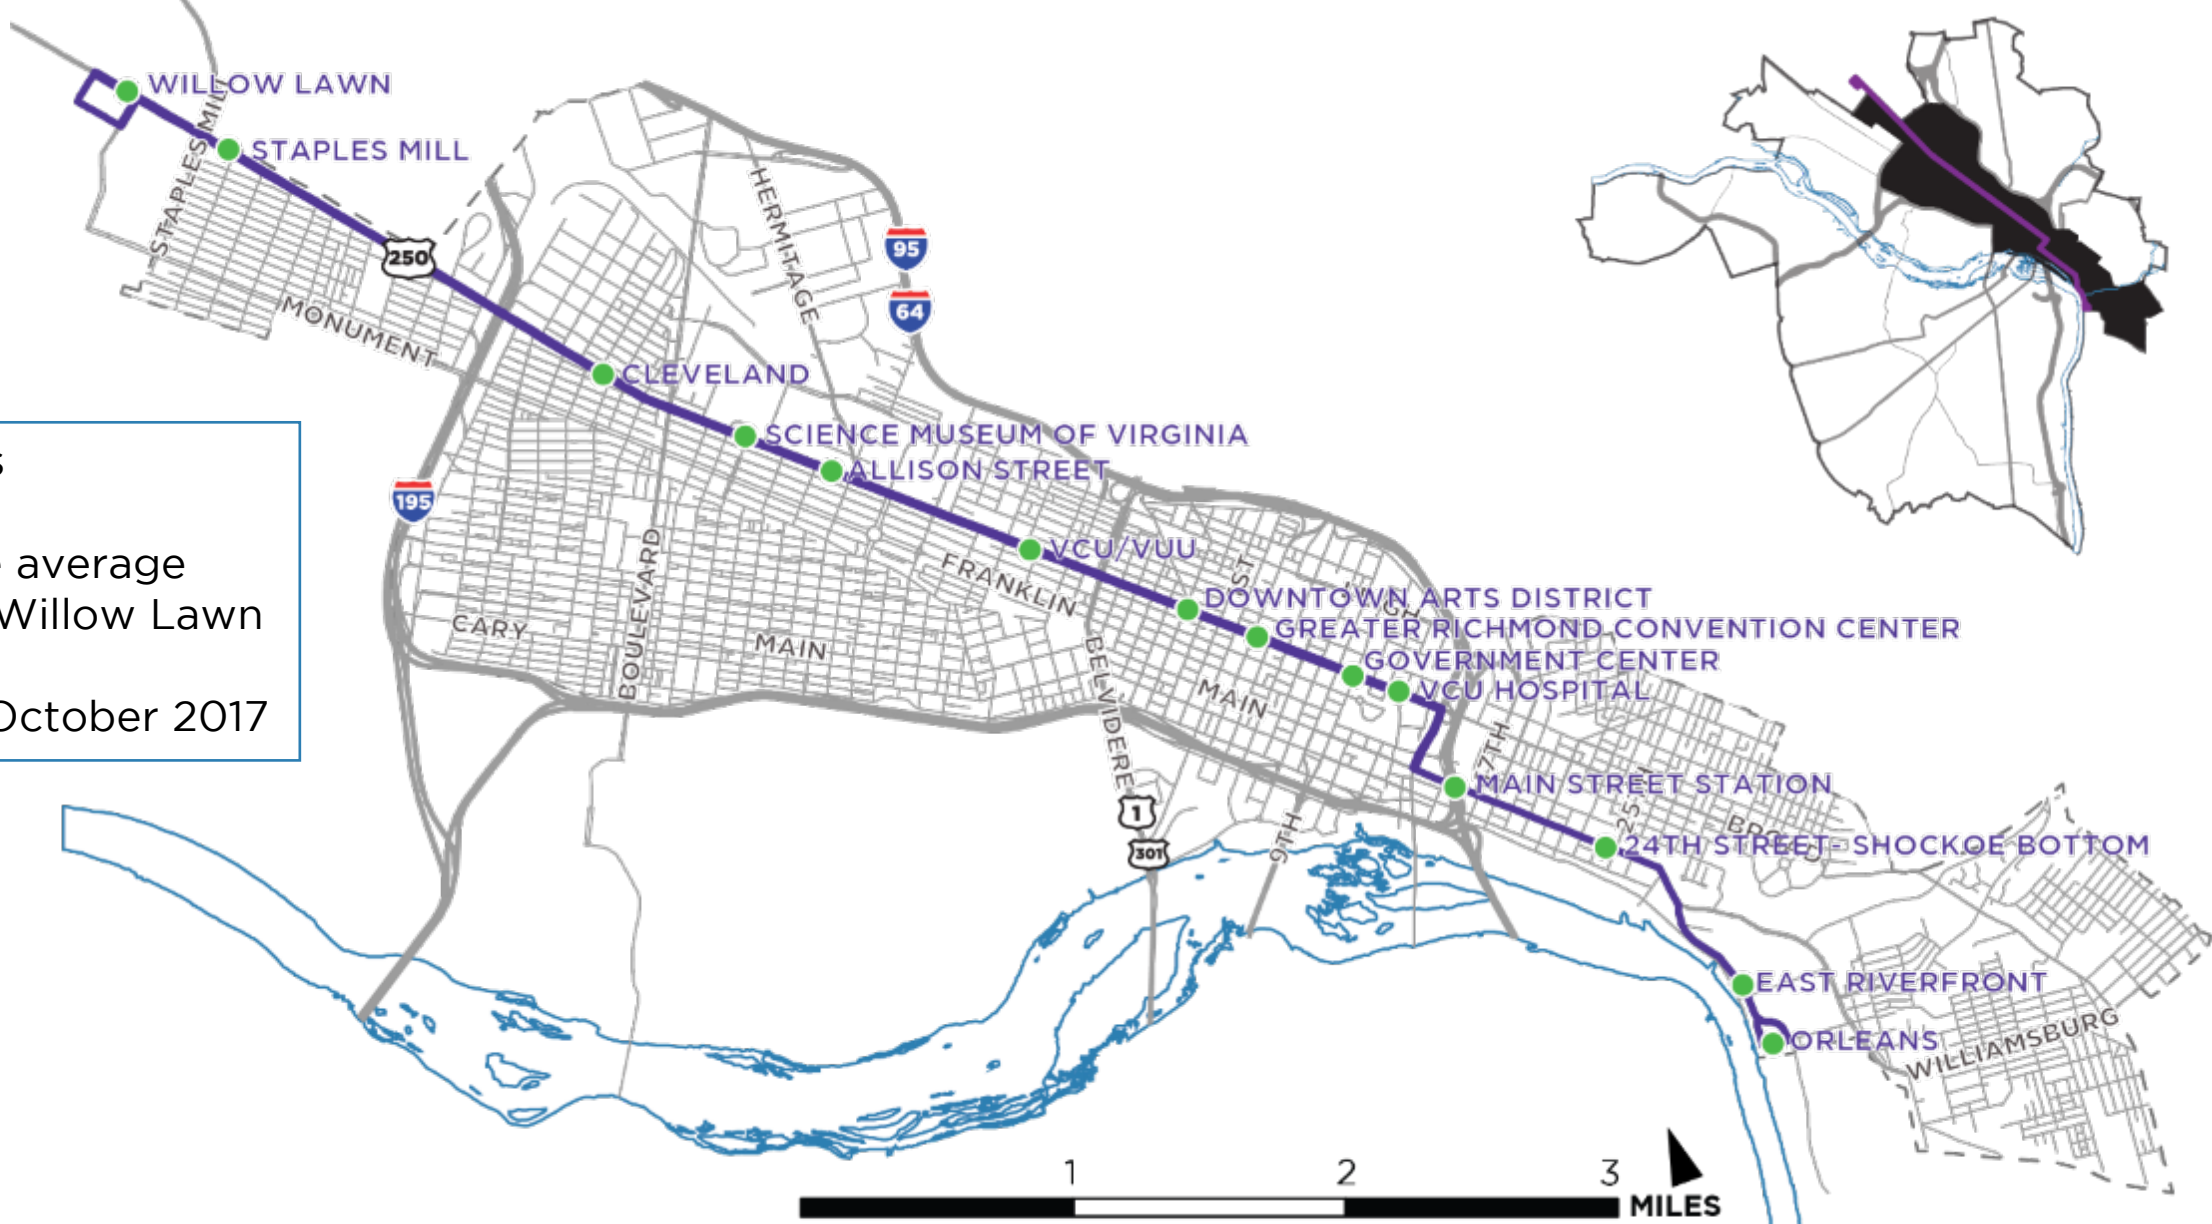 WILLOW LAWN
STAPLES MILL
STAPLES MILL
250
MONUMENT
HERMITAGE
95
64
CLEVELAND
SCIENCE MUSEUM OF VIRGINIA
ALLISON STREET
195
average
Willow Lawn
October 2017
VCU/VUU
FRANKLIN
BOULEVARD
CARY
MAIN
ST
DOWNTOWN ARTS DISTRICT
GREATER RICHMOND CONVENTION CENTER
GOVERNMENT CENTER
VCU HOSPITAL
BELVIDERE
MAIN
7TH
MAIN STREET STATION
1
301
9TH
25
24TH STREET- SHOCKOE BOTTOM
EAST RIVERFRONT
ORLEANS
WILLIAMSBURG
1 2 3
MILES